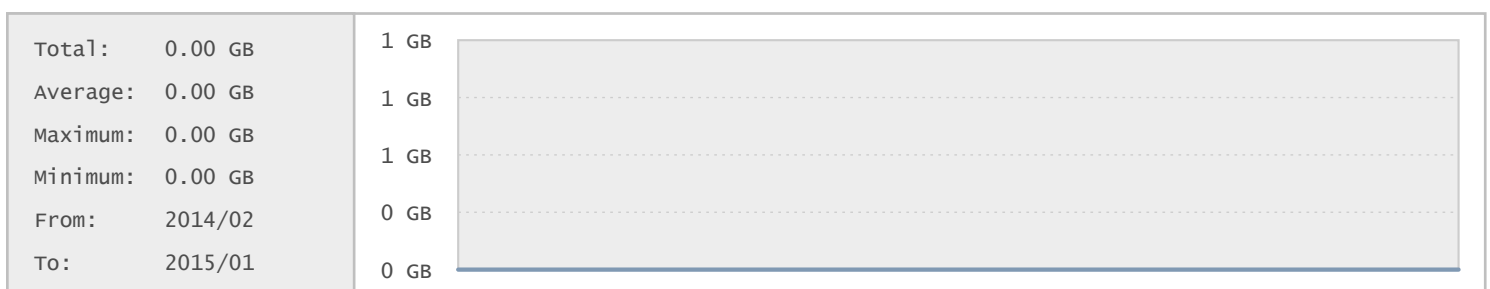 Total: 0.00 GB
Average: 0.00 GB
Maximum: 0.00 GB
Minimum: 0.00 GB
From: 2014/02
To: 2015/01
1 GB
1 GB
1 GB
0 GB
0 GB